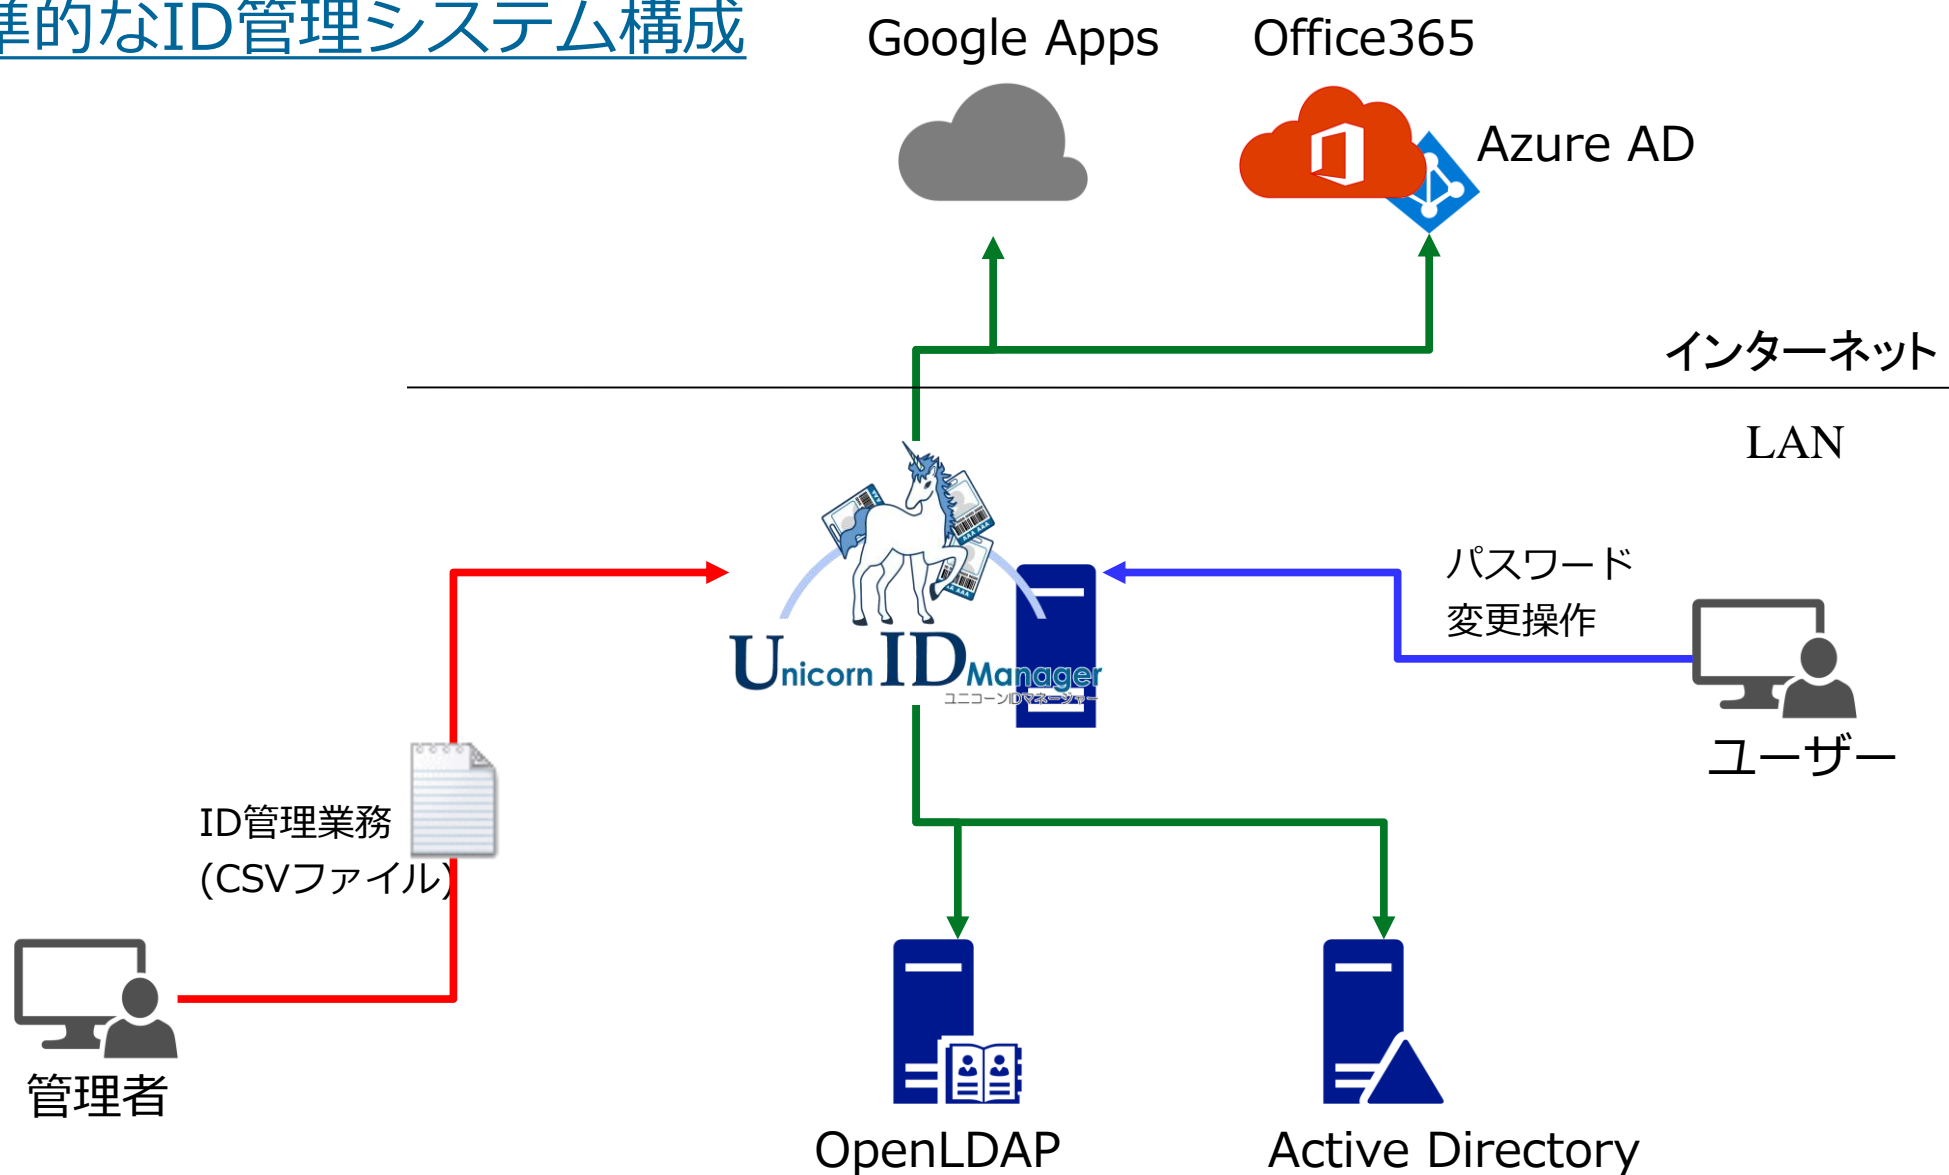 準的なID管理システム構成
Google Apps
Office365
Azure AD
インターネット
LAN
パスワード
変更操作
Unicorn ID Manager
ユニコーンIDマネージャー
ユーザー
ID管理業務
(CSVファイル)
管理者
OpenLDAP
Active Directory